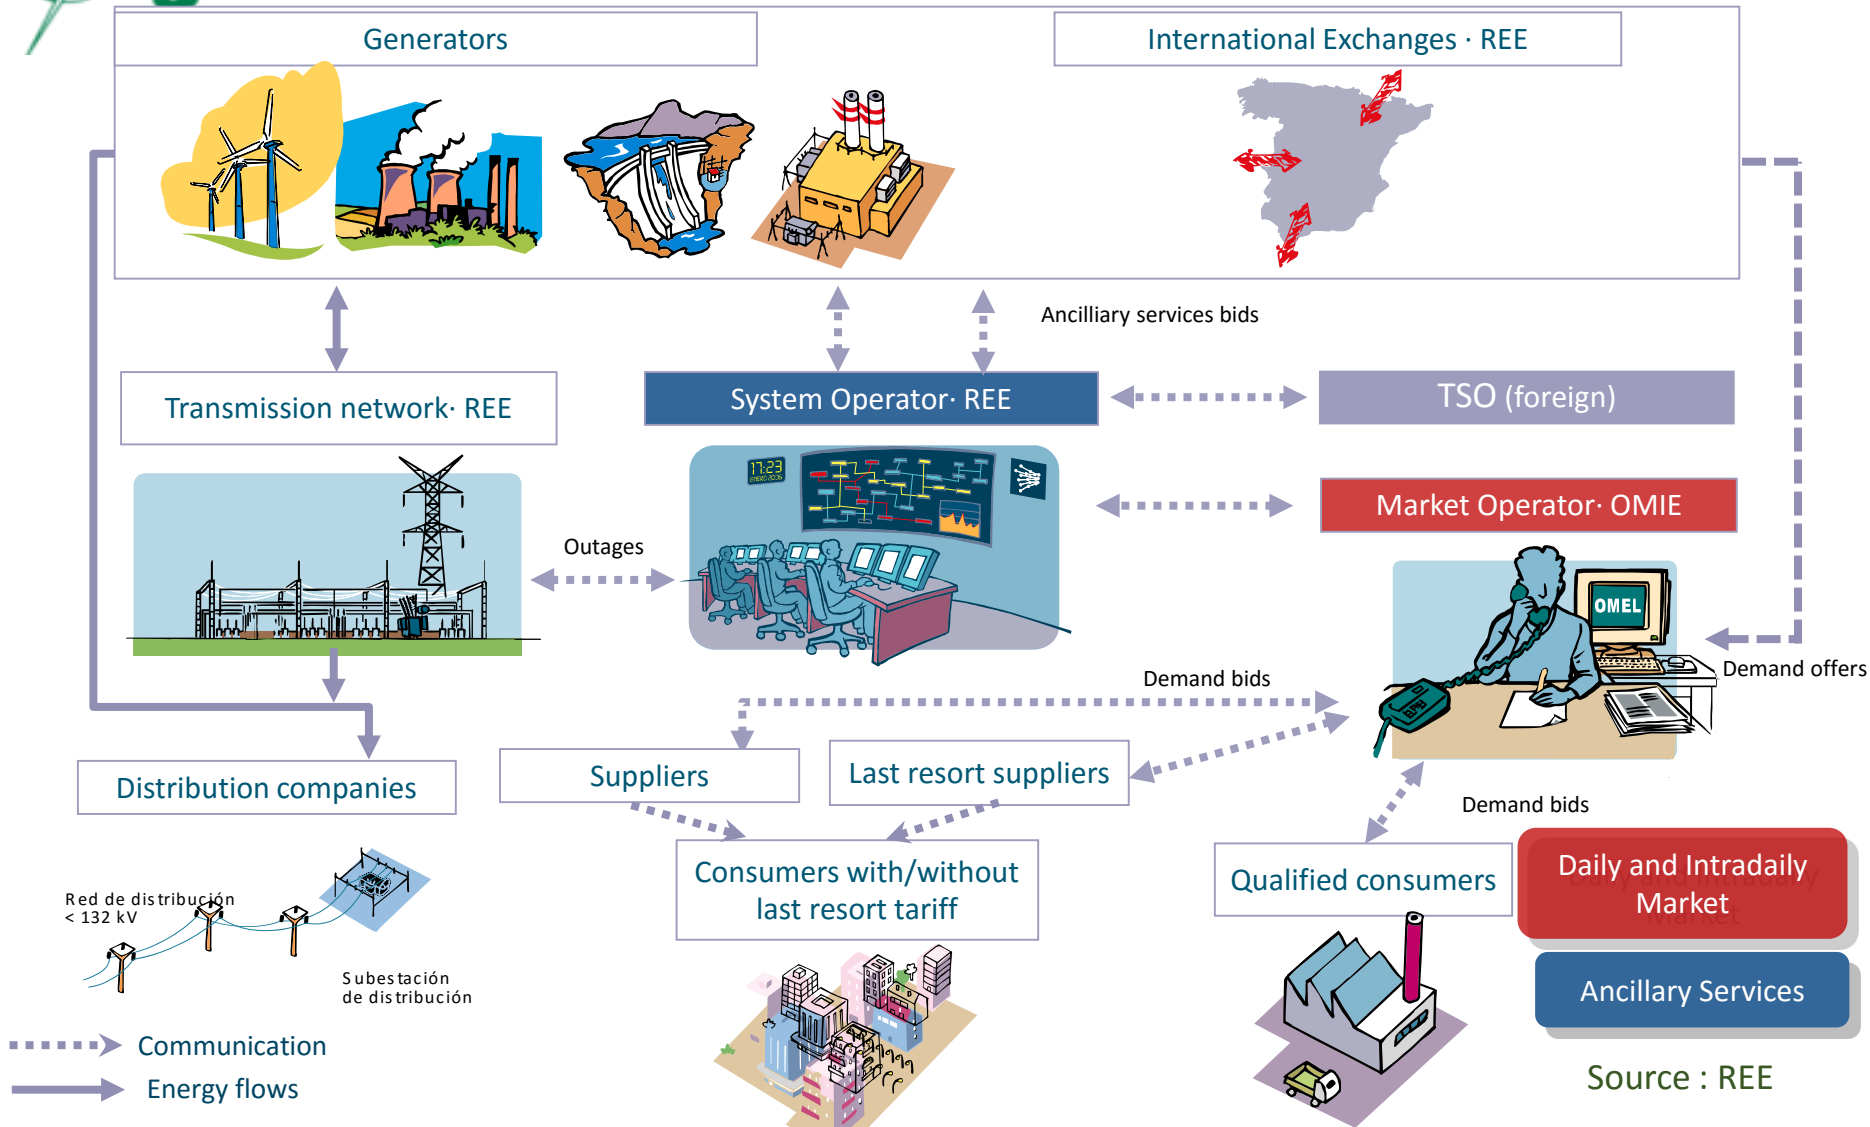 Generators
International Exchanges · REE
Ancilliary services bids
Transmission network· REE
System Operator· REE
TSO (foreign)
17:23
ENERO 2006
Market Operator· OMIE
Outages
OMEL
Demand bids
Demand offers
Suppliers
Last resort suppliers
Distribution companies
Demand bids
Consumers with/without
last resort tariff
Qualified consumers
Daily and Intradaily
Market
Red de distribución
< 132 kV
Subestación
de distribución
Ancillary Services
Communication
Energy flows
Source : REE